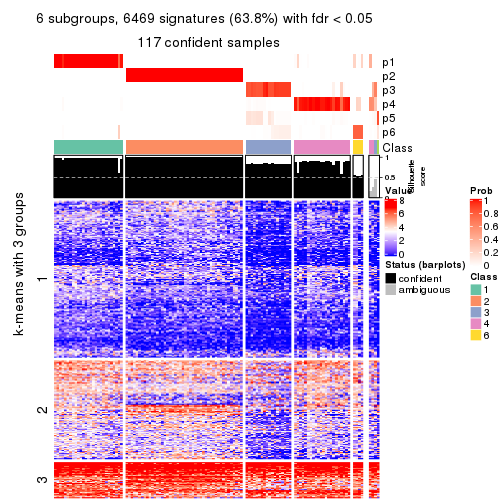 6 subgroups, 6469 signatures (63.8%) with fdr < 0.05
117 confident samples
p1
p2
p3
p4
p5
p6
Class
1
0.5
0
Silhouette
score
k-means with 3 groups
1
2
3
Value
8
6
4
2
0
Status (barplots)
confident
ambiguous
Prob
1
0.8
0.6
0.4
0.2
0
Class
1
2
3
4
6